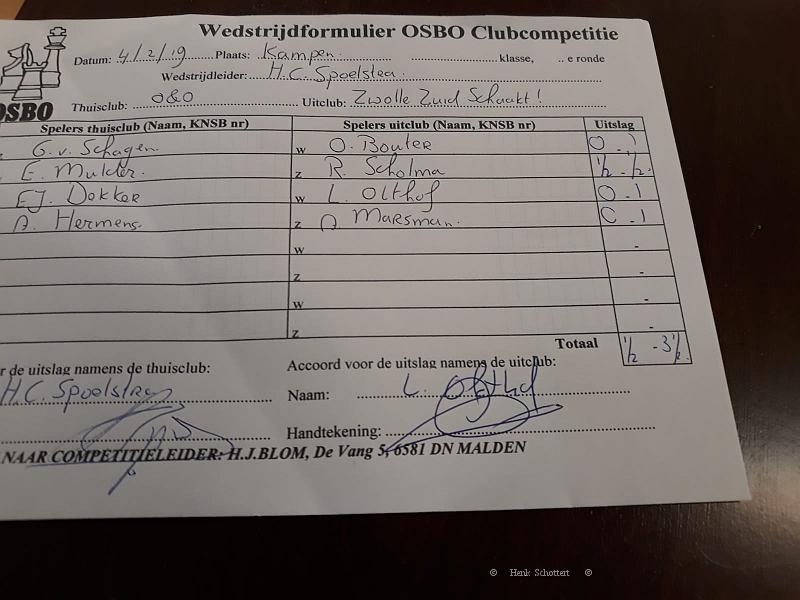 Wedstrijdformulier OSBO Clubcompetitie
Datum: 4/2/19 Plaats: Kampen. klasse, .. e ronde
Wedstrijdleider: H.C. Spoelstra
OSBO
Thuisclub: O&O Uitclub: Zwolle Zuid Schaakt!
Spelers thuisclub (Naam, KNSB nr) Spelers uitclub (Naam, KNSB nr) Uitslag
G. v. Schagen w O. Bouter 0 - 1
E. Mulder. z R. Scholma ½ - ½.
EJ. Dokker w L. Olthof 0 - 1
A. Hermens. z A. Marsman. 0 - 1
w -
z -
w -
z -
Totaal ½ - 3½.
r de uitslag namens de thuisclub: Accoord voor de uitslag namens de uitclub:
H.C. Spoelstra Naam: L. Olthof
Handtekening:
NAAR COMPETITIELEIDER: H.J.BLOM, De Vang 5, 6581 DN MALDEN
© Henk Schottert ©